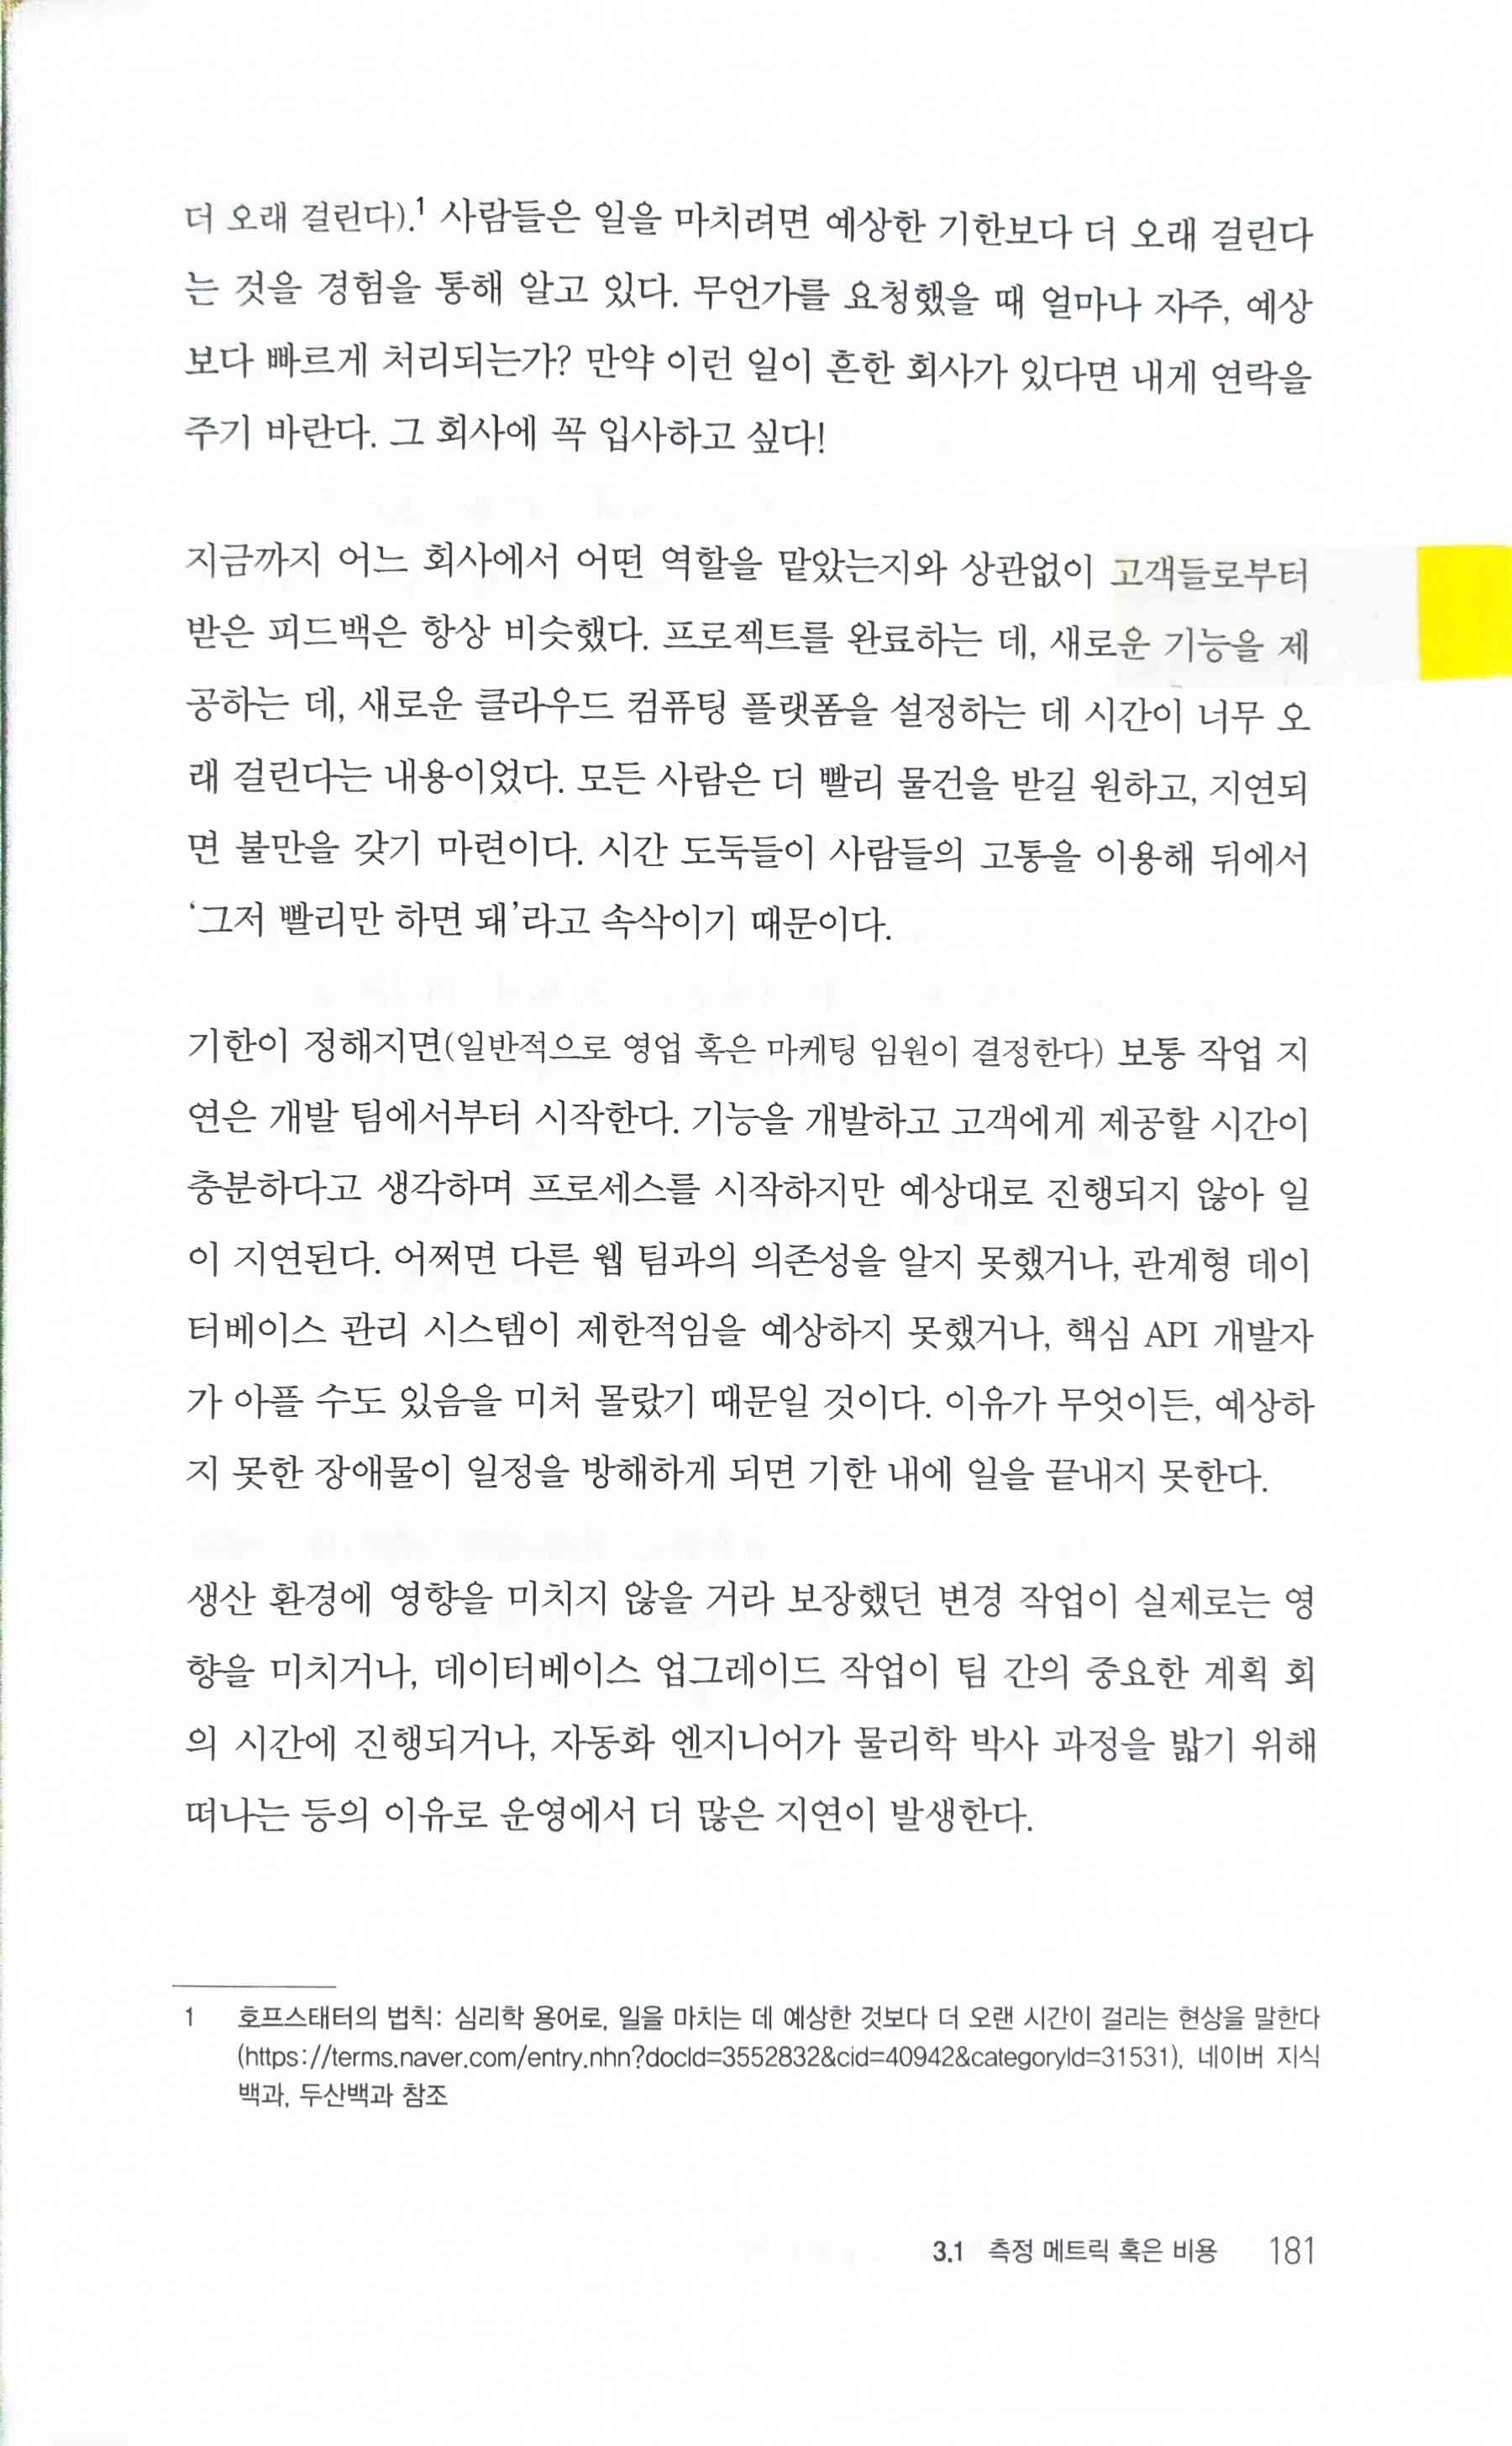 더 오래 걸린다).1 사람들은 일을 마치려면 예상한 기한보다 더 오래 걸린다
는 것을 경험을 통해 알고 있다. 무언가를 요청했을 때 얼마나 자주, 예상
보다 빠르게 처리되는가? 만약 이런 일이 흔한 회사가 있다면 내게 연락을
주기 바란다. 그 회사에 꼭 입사하고 싶다!
지금까지 어느 회사에서 어떤 역할을 맡았는지와 상관없이 고객들로부터
받은 피드백은 항상 비슷했다. 프로젝트를 완료하는 데, 새로운 기능을 제
공하는 데, 새로운 클라우드 컴퓨팅 플랫폼을 설정하는 데 시간이 너무 오
래 걸린다는 내용이었다. 모든 사람은 더 빨리 물건을 받길 원하고, 지연되
면 불만을 갖기 마련이다. 시간 도둑들이 사람들의 고통을 이용해 뒤에서
‘그저 빨리만 하면 돼’라고 속삭이기 때문이다.
기한이 정해지면(일반적으로 영업 혹은 마케팅 임원이 결정한다) 보통 작업 지
연은 개발 팀에서부터 시작한다. 기능을 개발하고 고객에게 제공할 시간이
충분하다고 생각하며 프로세스를 시작하지만 예상대로 진행되지 않아 일
이 지연된다. 어쩌면 다른 웹 팀과의 의존성을 알지 못했거나, 관계형 데이
터베이스 관리 시스템이 제한적임을 예상하지 못했거나, 핵심 API 개발자
가 아플 수도 있음을 미처 몰랐기 때문일 것이다. 이유가 무엇이든, 예상하
지 못한 장애물이 일정을 방해하게 되면 기한 내에 일을 끝내지 못한다.
생산 환경에 영향을 미치지 않을 거라 보장했던 변경 작업이 실제로는 영
향을 미치거나, 데이터베이스 업그레이드 작업이 팀 간의 중요한 계획 회
의 시간에 진행되거나, 자동화 엔지니어가 물리학 박사 과정을 밟기 위해
떠나는 등의 이유로 운영에서 더 많은 지연이 발생한다.
1 호프스태터의 법칙: 심리학 용어로, 일을 마치는 데 예상한 것보다 더 오랜 시간이 걸리는 현상을 말한다
(https://terms.naver.com/entry.nhn?docId=3552832&cid=40942&categoryId=31531), 네이버 지식
백과, 두산백과 참조
3.1 측정 메트릭 혹은 비용 181